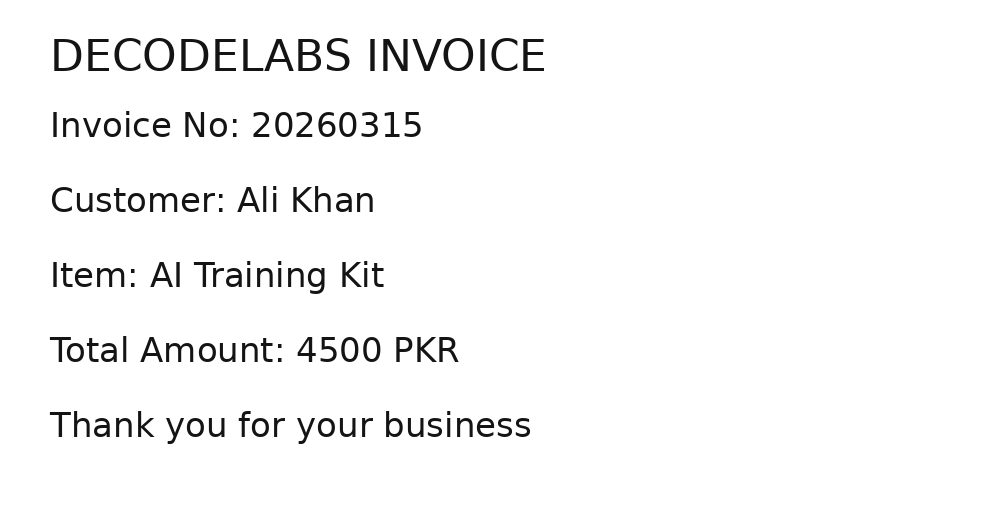 DECODELABS INVOICE
Invoice No: 20260315
Customer: Ali Khan
Item: AI Training Kit
Total Amount: 4500 PKR
Thank you for your business